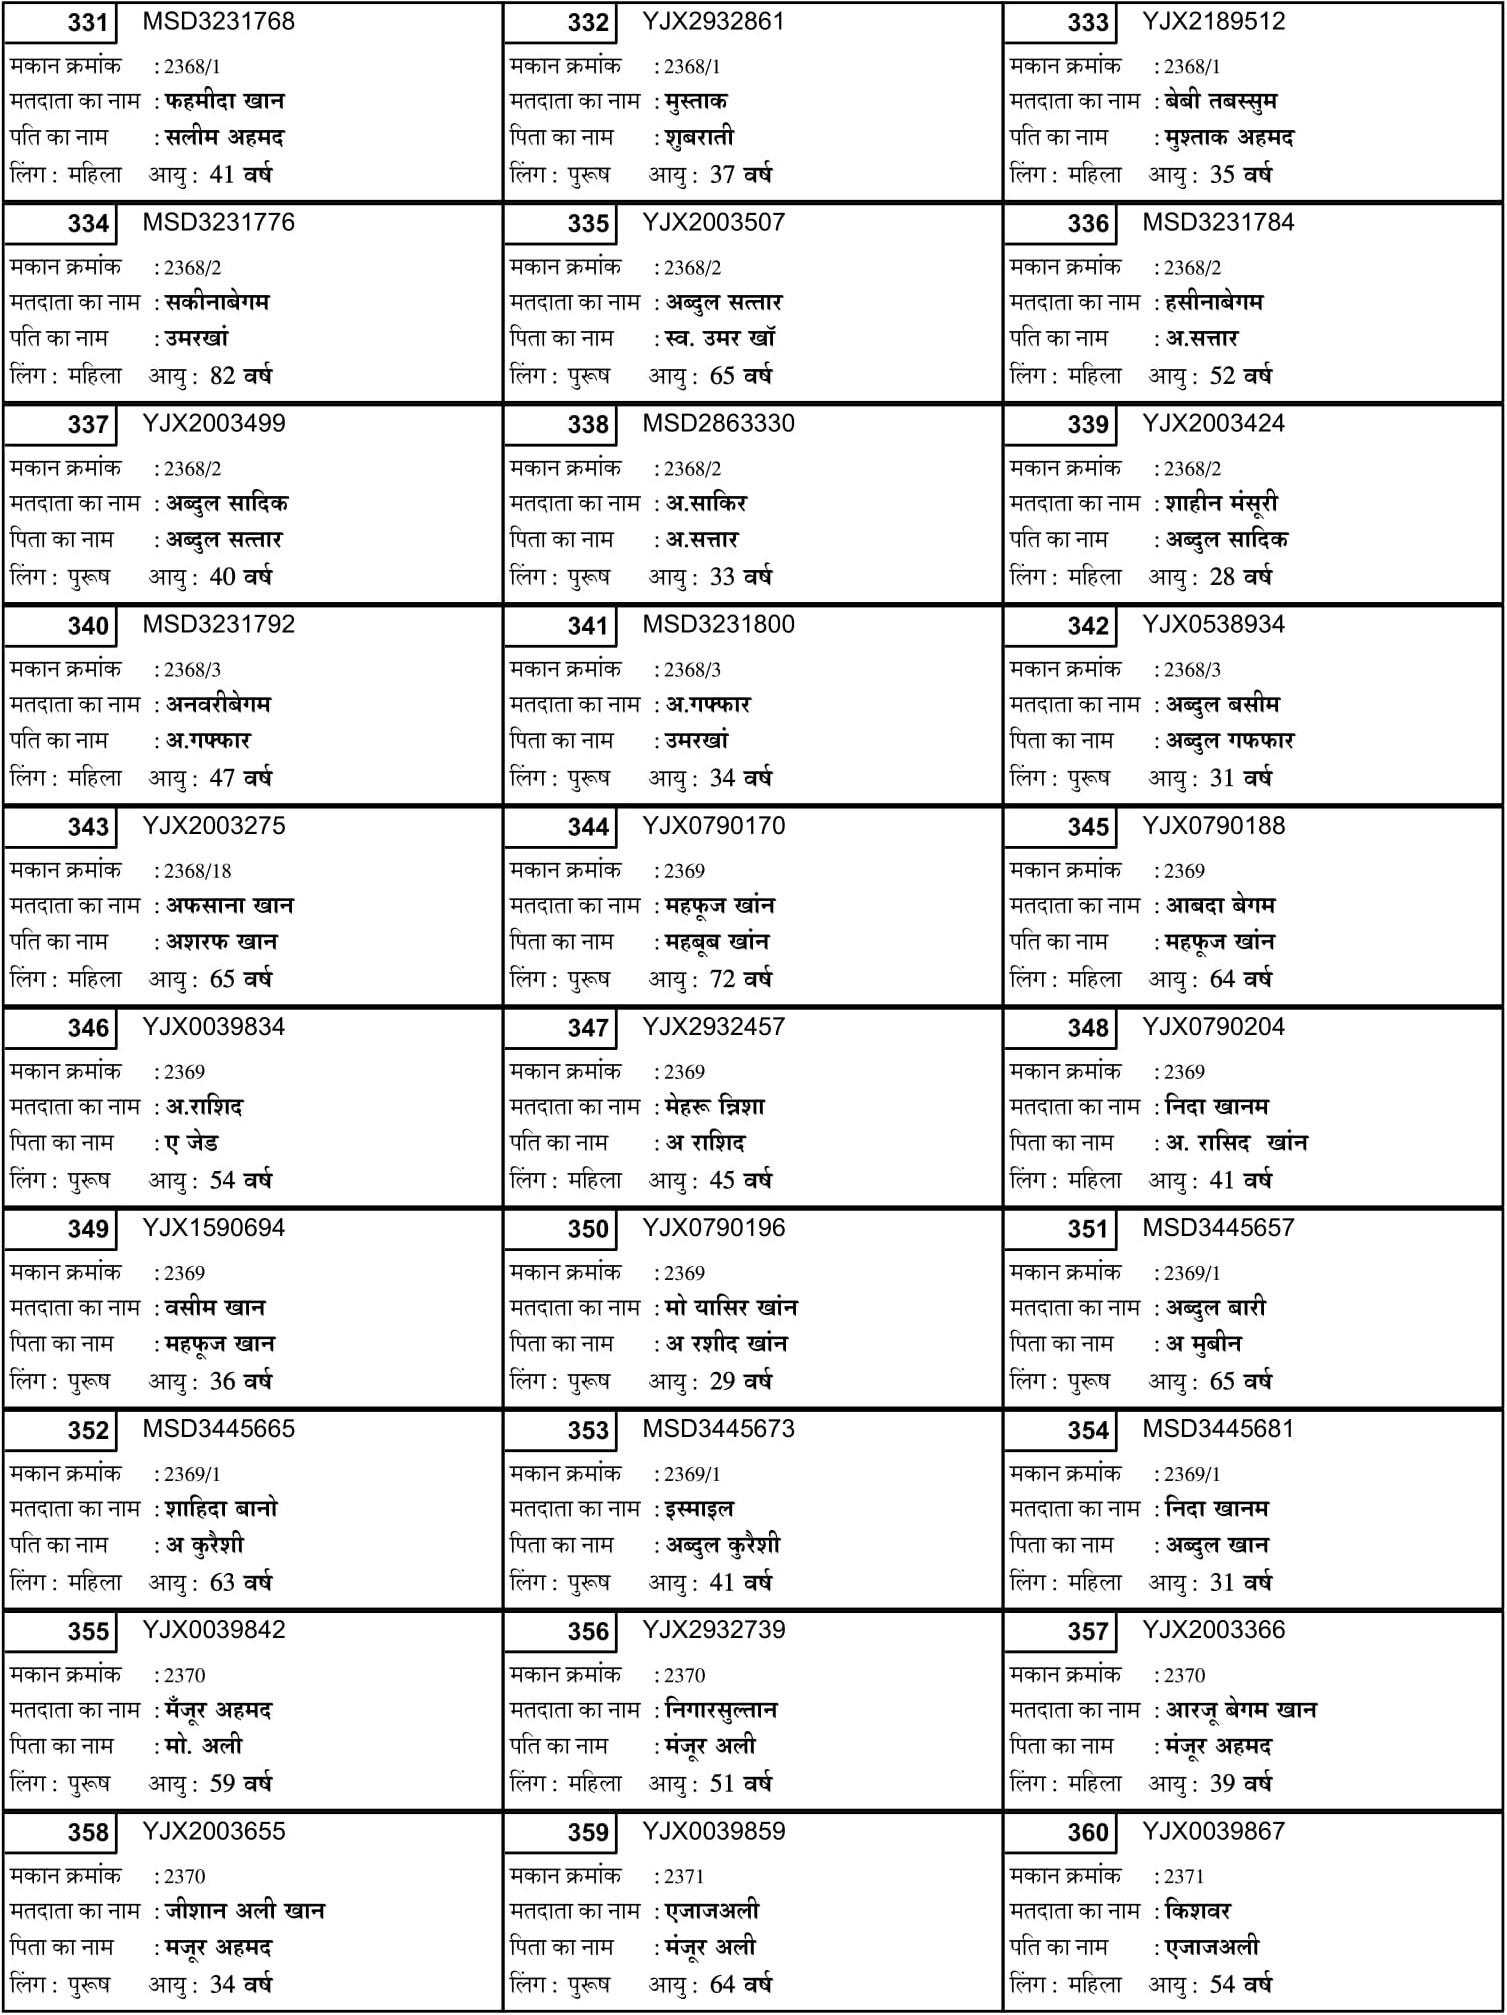 331 MSD3231768
मकान क्रमांक : 2368/1
मतदाता का नाम : फहमीदा खान
पति का नाम : सलीम अहमद
लिंग : महिला आयु : 41 वर्ष
332 YJX2932861
मकान क्रमांक : 2368/1
मतदाता का नाम : मुस्ताक
पिता का नाम : शुबराती
लिंग : पुरूष आयु : 37 वर्ष
333 YJX2189512
मकान क्रमांक : 2368/1
मतदाता का नाम : बेबी तबस्सुम
पति का नाम : मुश्ताक अहमद
लिंग : महिला आयु : 35 वर्ष
334 MSD3231776
मकान क्रमांक : 2368/2
मतदाता का नाम : सकीनाबेगम
पति का नाम : उमरखां
लिंग : महिला आयु : 82 वर्ष
335 YJX2003507
मकान क्रमांक : 2368/2
मतदाता का नाम : अब्दुल सत्तार
पिता का नाम : स्व. उमर खॉ
लिंग : पुरूष आयु : 65 वर्ष
336 MSD3231784
मकान क्रमांक : 2368/2
मतदाता का नाम : हसीनाबेगम
पति का नाम : अ.सत्तार
लिंग : महिला आयु : 52 वर्ष
337 YJX2003499
मकान क्रमांक : 2368/2
मतदाता का नाम : अब्दुल सादिक
पिता का नाम : अब्दुल सत्तार
लिंग : पुरूष आयु : 40 वर्ष
338 MSD2863330
मकान क्रमांक : 2368/2
मतदाता का नाम : अ.साकिर
पिता का नाम : अ.सत्तार
लिंग : पुरूष आयु : 33 वर्ष
339 YJX2003424
मकान क्रमांक : 2368/2
मतदाता का नाम : शाहीन मंसूरी
पति का नाम : अब्दुल सादिक
लिंग : महिला आयु : 28 वर्ष
340 MSD3231792
मकान क्रमांक : 2368/3
मतदाता का नाम : अनवरीबेगम
पति का नाम : अ.गफ्फार
लिंग : महिला आयु : 47 वर्ष
341 MSD3231800
मकान क्रमांक : 2368/3
मतदाता का नाम : अ.गफ्फार
पिता का नाम : उमरखां
लिंग : पुरूष आयु : 34 वर्ष
342 YJX0538934
मकान क्रमांक : 2368/3
मतदाता का नाम : अब्दुल बसीम
पिता का नाम : अब्दुल गफफार
लिंग : पुरूष आयु : 31 वर्ष
343 YJX2003275
मकान क्रमांक : 2368/18
मतदाता का नाम : अफसाना खान
पति का नाम : अशरफ खान
लिंग : महिला आयु : 65 वर्ष
344 YJX0790170
मकान क्रमांक : 2369
मतदाता का नाम : महफूज खांन
पिता का नाम : महबूब खांन
लिंग : पुरूष आयु : 72 वर्ष
345 YJX0790188
मकान क्रमांक : 2369
मतदाता का नाम : आबदा बेगम
पति का नाम : महफूज खांन
लिंग : महिला आयु : 64 वर्ष
346 YJX0039834
मकान क्रमांक : 2369
मतदाता का नाम : अ.राशिद
पिता का नाम : ए जेड
लिंग : पुरूष आयु : 54 वर्ष
347 YJX2932457
मकान क्रमांक : 2369
मतदाता का नाम : मेहरू न्निशा
पति का नाम : अ राशिद
लिंग : महिला आयु : 45 वर्ष
348 YJX0790204
मकान क्रमांक : 2369
मतदाता का नाम : निदा खानम
पिता का नाम : अ. रासिद खांन
लिंग : महिला आयु : 41 वर्ष
349 YJX1590694
मकान क्रमांक : 2369
मतदाता का नाम : वसीम खान
पिता का नाम : महफूज खान
लिंग : पुरूष आयु : 36 वर्ष
350 YJX0790196
मकान क्रमांक : 2369
मतदाता का नाम : मो यासिर खांन
पिता का नाम : अ रशीद खांन
लिंग : पुरूष आयु : 29 वर्ष
351 MSD3445657
मकान क्रमांक : 2369/1
मतदाता का नाम : अब्दुल बारी
पिता का नाम : अ मुबीन
लिंग : पुरूष आयु : 65 वर्ष
352 MSD3445665
मकान क्रमांक : 2369/1
मतदाता का नाम : शाहिदा बानो
पति का नाम : अ कुरैशी
लिंग : महिला आयु : 63 वर्ष
353 MSD3445673
मकान क्रमांक : 2369/1
मतदाता का नाम : इस्माइल
पिता का नाम : अब्दुल कुरैशी
लिंग : पुरूष आयु : 41 वर्ष
354 MSD3445681
मकान क्रमांक : 2369/1
मतदाता का नाम : निदा खानम
पिता का नाम : अब्दुल खान
लिंग : महिला आयु : 31 वर्ष
355 YJX0039842
मकान क्रमांक : 2370
मतदाता का नाम : मँजूर अहमद
पिता का नाम : मो. अली
लिंग : पुरूष आयु : 59 वर्ष
356 YJX2932739
मकान क्रमांक : 2370
मतदाता का नाम : निगारसुल्तान
पति का नाम : मंजूर अली
लिंग : महिला आयु : 51 वर्ष
357 YJX2003366
मकान क्रमांक : 2370
मतदाता का नाम : आरजू बेगम खान
पिता का नाम : मंजूर अहमद
लिंग : महिला आयु : 39 वर्ष
358 YJX2003655
मकान क्रमांक : 2370
मतदाता का नाम : जीशान अली खान
पिता का नाम : मजूर अहमद
लिंग : पुरूष आयु : 34 वर्ष
359 YJX0039859
मकान क्रमांक : 2371
मतदाता का नाम : एजाजअली
पिता का नाम : मंजूर अली
लिंग : पुरूष आयु : 64 वर्ष
360 YJX0039867
मकान क्रमांक : 2371
मतदाता का नाम : किशवर
पति का नाम : एजाजअली
लिंग : महिला आयु : 54 वर्ष